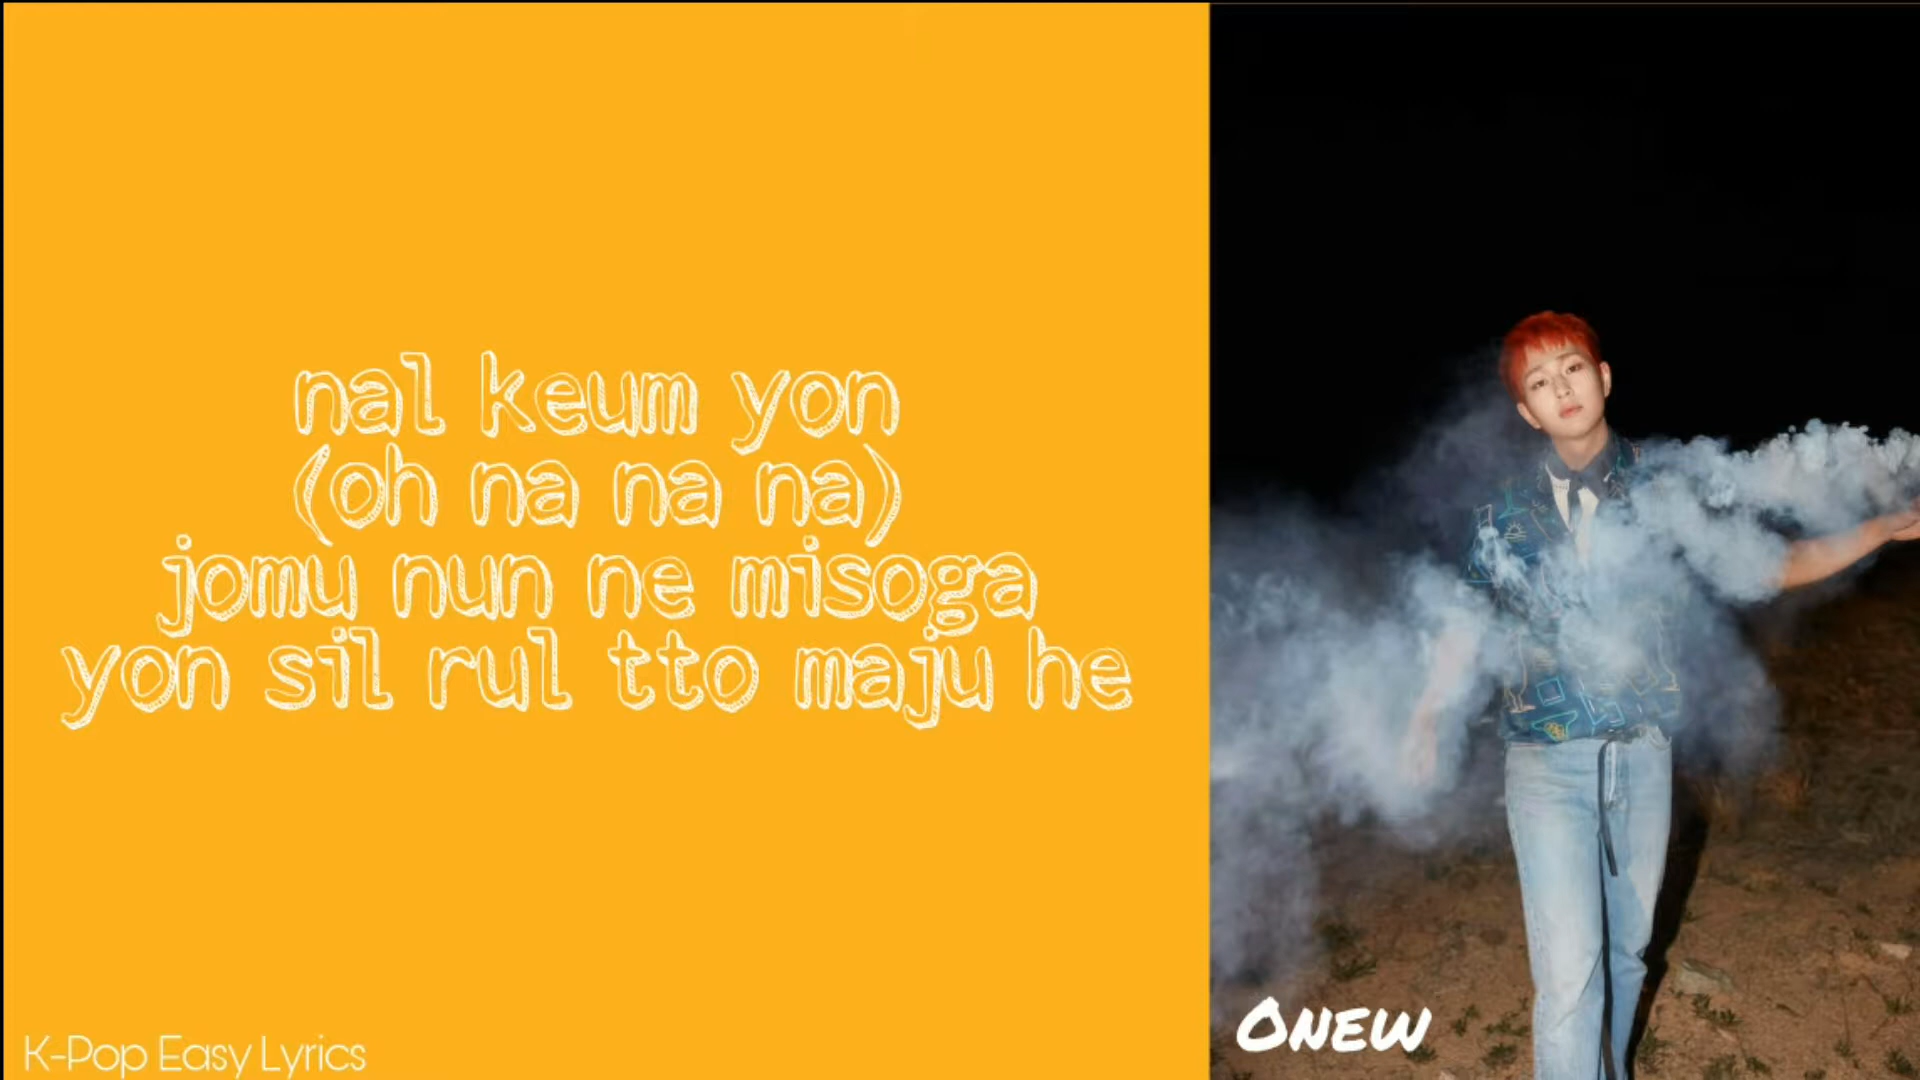 nal keum yon
(oh na na na)
jomu nun ne misoga
yon sil rul tto maju he
K-Pop Easy Lyrics
Onew